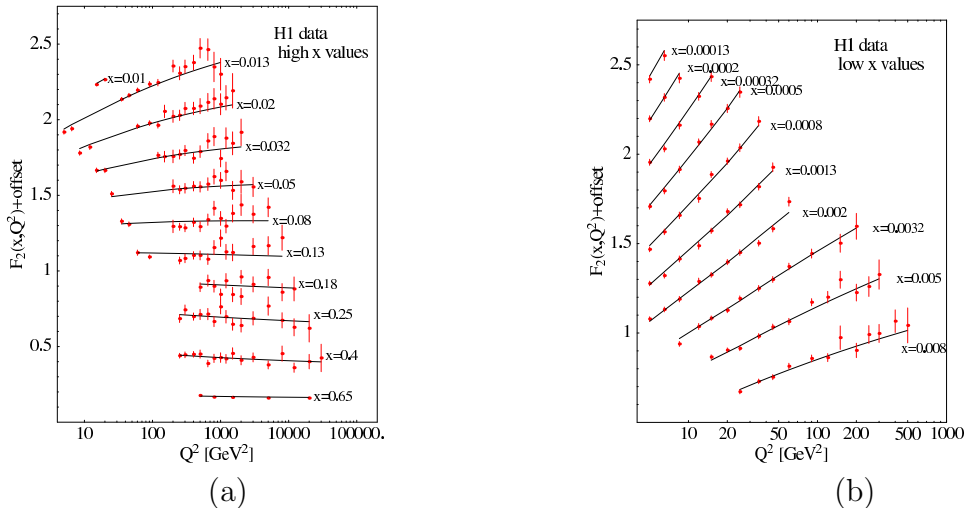 H1 data
high x values
2.5
2
1.5
1
0.5
F2(x,Q²)+offset
x=0.01
x=0.013
x=0.02
x=0.032
x=0.05
x=0.08
x=0.13
x=0.18
x=0.25
x=0.4
x=0.65
10 100 1000 10000 100000.
Q² [GeV²]
(a)
H1 data
low x values
2.5
2
1.5
1
F2(x,Q²)+offset
x=0.00013
x=0.0002
x=0.00032
x=0.0005
x=0.0008
x=0.0013
x=0.002
x=0.0032
x=0.005
x=0.008
10 50 100 500 1000
Q² [GeV²]
(b)